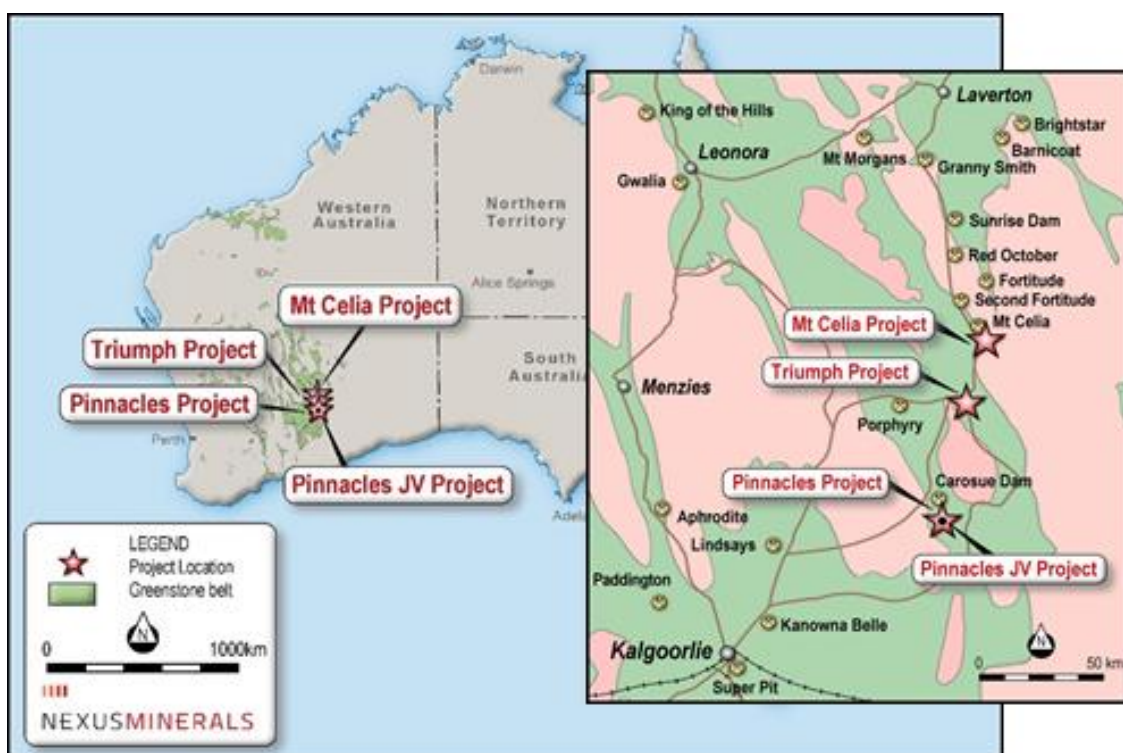 Darwin
Western
Australia
Northern
Territory
Alice Springs
South
Australia
Perth
Mt Celia Project
Triumph Project
Pinnacles Project
Pinnacles JV Project
LEGEND
Project Location
Greenstone belt
N
0
1000km
NEXUSMINERALS
Laverton
King of the Hills
Brightstar
Barnicoat
Leonora
Mt Morgans
Granny Smith
Gwalia
Sunrise Dam
Red October
Fortitude
Second Fortitude
Mt Celia
Mt Celia Project
Triumph Project
Menzies
Porphyry
Pinnacles Project
Carosue Dam
Aphrodite
Lindsays
Pinnacles JV Project
Paddington
Kanowna Belle
Kalgoorlie
Super Pit
N
0
50 km